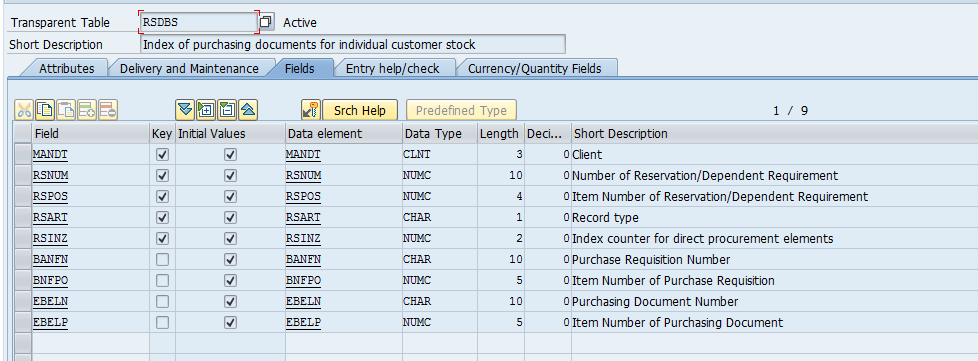 Transparent Table RSDBS Active
Short Description Index of purchasing documents for individual customer stock
Attributes Delivery and Maintenance Fields Entry help/check Currency/Quantity Fields
Srch Help Predefined Type 1 / 9
Field Key Initial Values Data element Data Type Length Deci... Short Description
MANDT MANDT CLNT 3 0 Client
RSNUM RSNUM NUMC 10 0 Number of Reservation/Dependent Requirement
RSPOS RSPOS NUMC 4 0 Item Number of Reservation/Dependent Requirement
RSART RSART CHAR 1 0 Record type
RSINZ RSINZ NUMC 2 0 Index counter for direct procurement elements
BANFN BANFN CHAR 10 0 Purchase Requisition Number
BNFPO BNFPO NUMC 5 0 Item Number of Purchase Requisition
EBELN EBELN CHAR 10 0 Purchasing Document Number
EBELP EBELP NUMC 5 0 Item Number of Purchasing Document